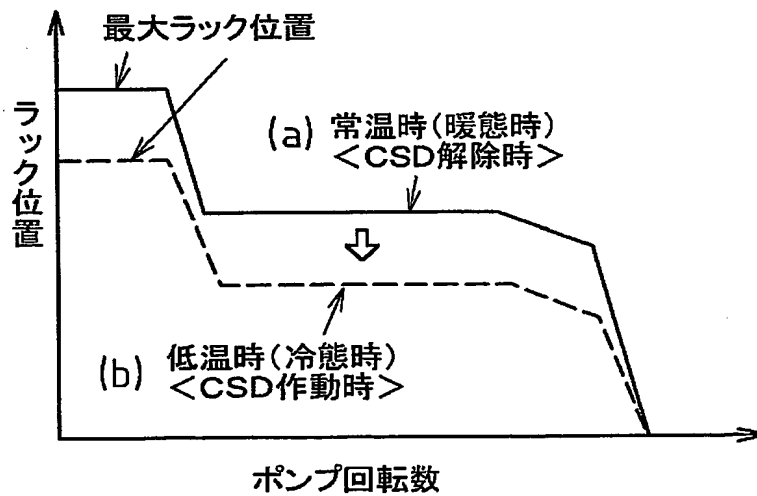 最大ラック位置
ラック位置
(a) 常温時(暖態時)
<CSD解除時>
(b) 低温時(冷態時)
<CSD作動時>
ポンプ回転数